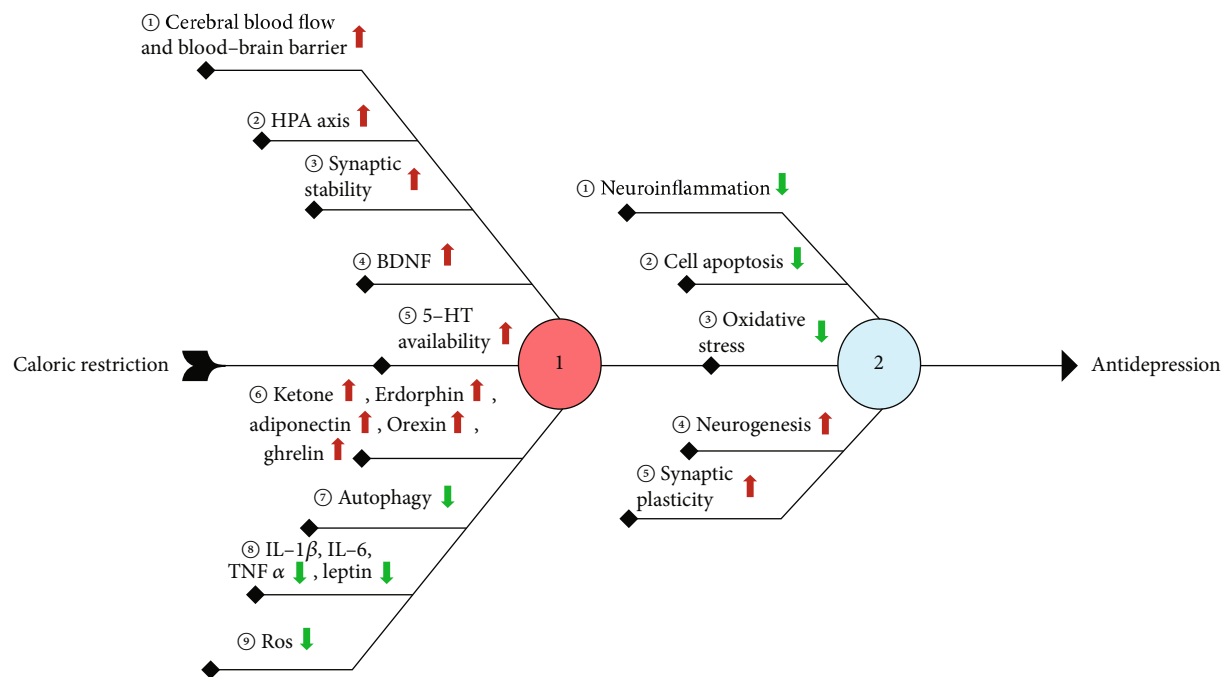 ① Cerebral blood flow
and blood–brain barrier
② HPA axis
③ Synaptic
stability
④ BDNF
⑤ 5–HT
availability
Caloric restriction
1
⑥ Ketone , Erdorphin ,
adiponectin , Orexin ,
ghrelin
⑦ Autophagy
⑧ IL–1β, IL–6,
TNF α , leptin
⑨ Ros
① Neuroinflammation
② Cell apoptosis
③ Oxidative
stress
2
Antidepression
④ Neurogenesis
⑤ Synaptic
plasticity